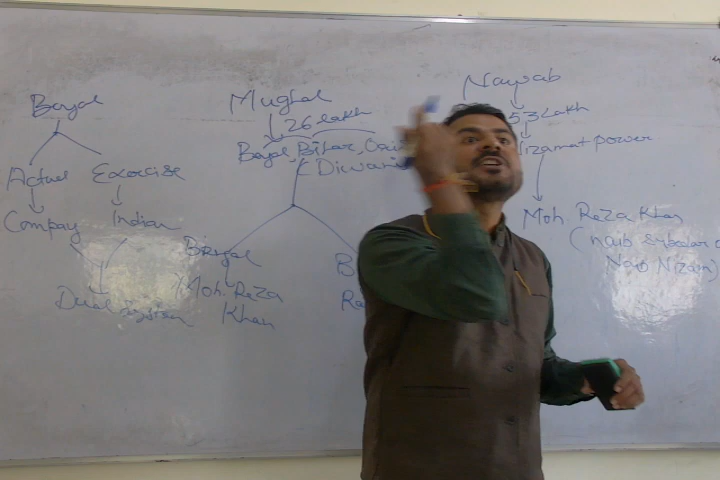 Bengal
Actual Exercise
Company Indian
Dual System
Mughal
26 lakh
Bengal, Bihar,
(Diwani
Bengal
Moh. Reza
Khan
B
Ra
Nawab
53 lakh
Nizamat power
Moh. Reza Khan
(naib subedar
Naib Nizam)